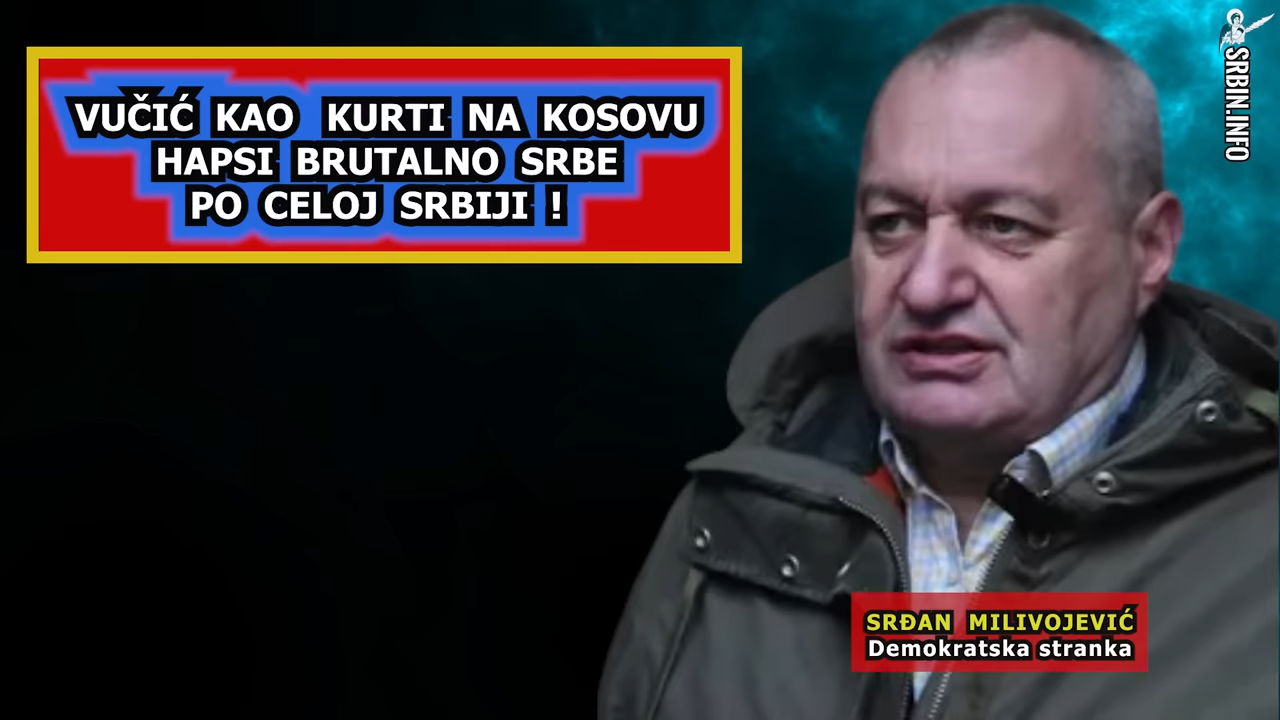 VUČIĆ KAO KURTI NA KOSOVU
HAPSI BRUTALNO SRBE
PO CELOJ SRBIJI !
SRBIN.INFO
SRĐAN MILIVOJEVIĆ
Demokratska stranka